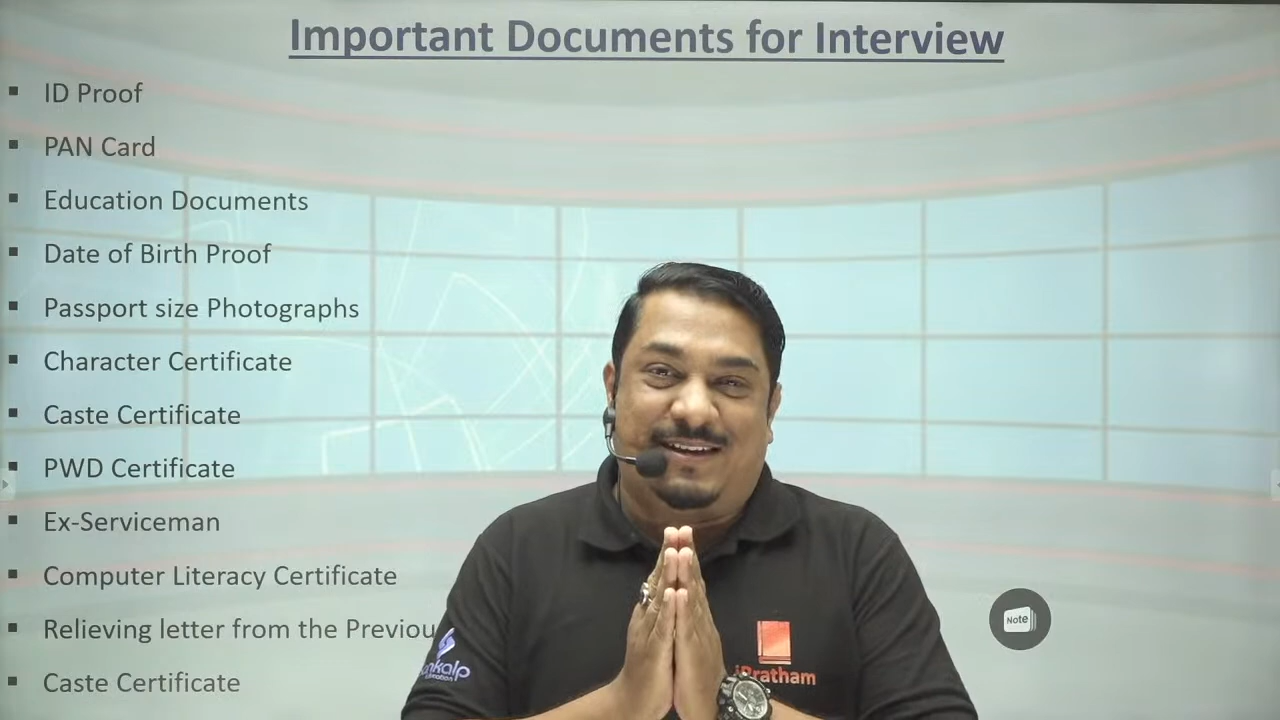 Important Documents for Interview
ID Proof
PAN Card
Education Documents
Date of Birth Proof
Passport size Photographs
Character Certificate
Caste Certificate
PWD Certificate
Ex-Serviceman
Computer Literacy Certificate
Relieving letter from the Previou
Caste Certificate
Note